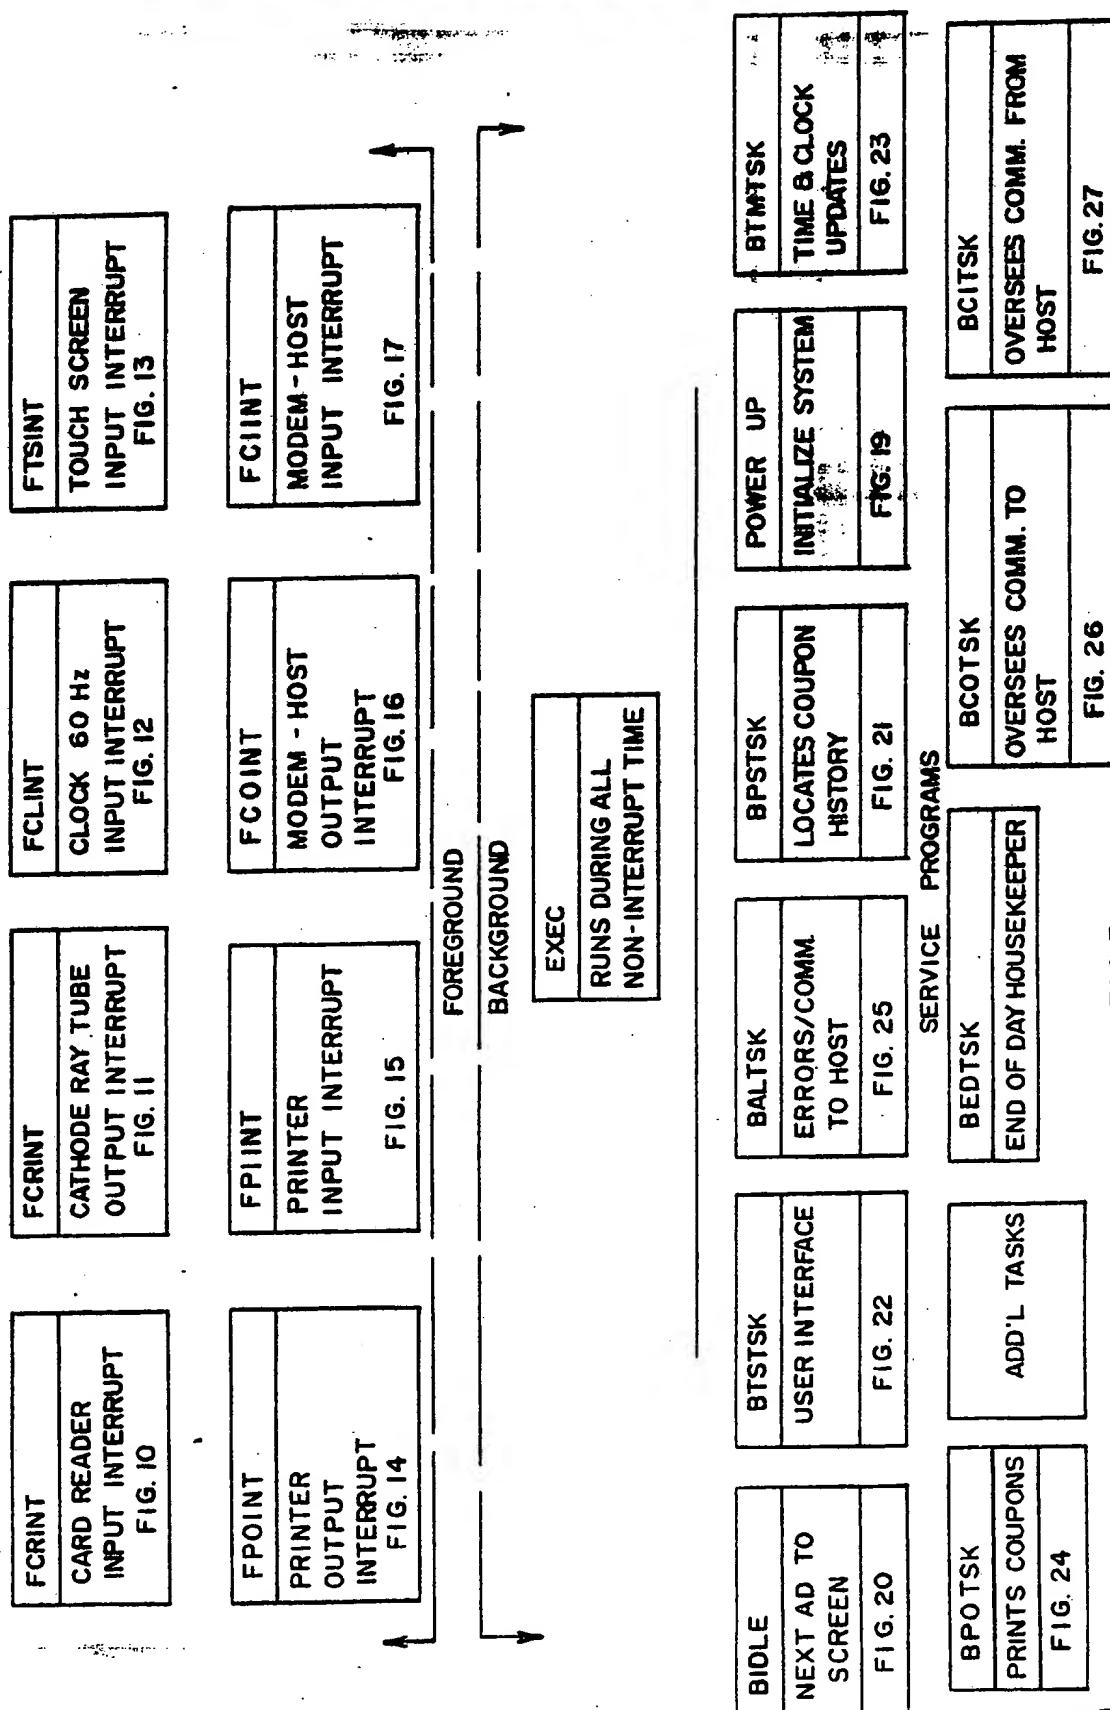 FCRINT
CARD READER
INPUT INTERRUPT
FIG. 10
FCRINT
CATHODE RAY TUBE
OUTPUT INTERRUPT
FIG. 11
FCLINT
CLOCK 60 Hz
INPUT INTERRUPT
FIG. 12
FTSINT
TOUCH SCREEN
INPUT INTERRUPT
FIG. 13
FPOINT
PRINTER
OUTPUT
INTERRUPT
FIG. 14
FPIINT
PRINTER
INPUT INTERRUPT
FIG. 15
FCOINT
MODEM - HOST
OUTPUT
INTERRUPT
FIG. 16
FCIINT
MODEM - HOST
INPUT INTERRUPT
FIG. 17
FOREGROUND
BACKGROUND
EXEC
RUNS DURING ALL
NON-INTERRUPT TIME
BIDLE
NEXT AD TO
SCREEN
FIG. 20
BTSTSK
USER INTERFACE
FIG. 22
BALTSK
ERRORS/COMM.
TO HOST
FIG. 25
BPSTSK
LOCATES COUPON
HISTORY
FIG. 21
POWER UP
INITIALIZE SYSTEM
FIG. 19
BTMTSK
TIME & CLOCK
UPDATES
FIG. 23
SERVICE PROGRAMS
BPOTSK
PRINTS COUPONS
FIG. 24
ADD'L TASKS
BEDTSK
END OF DAY HOUSEKEEPER
BCOTSK
OVERSEES COMM. TO
HOST
FIG. 26
BCITSK
OVERSEES COMM. FROM
HOST
FIG. 27